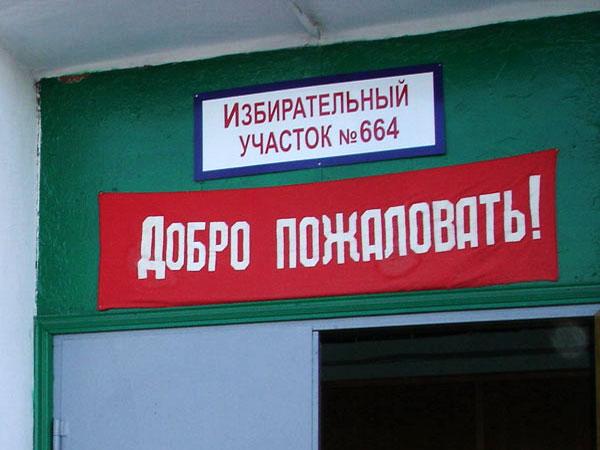 ИЗБИРАТЕЛЬНЫЙ
УЧАСТОК №664
ДОБРО ПОЖАЛОВАТЬ!